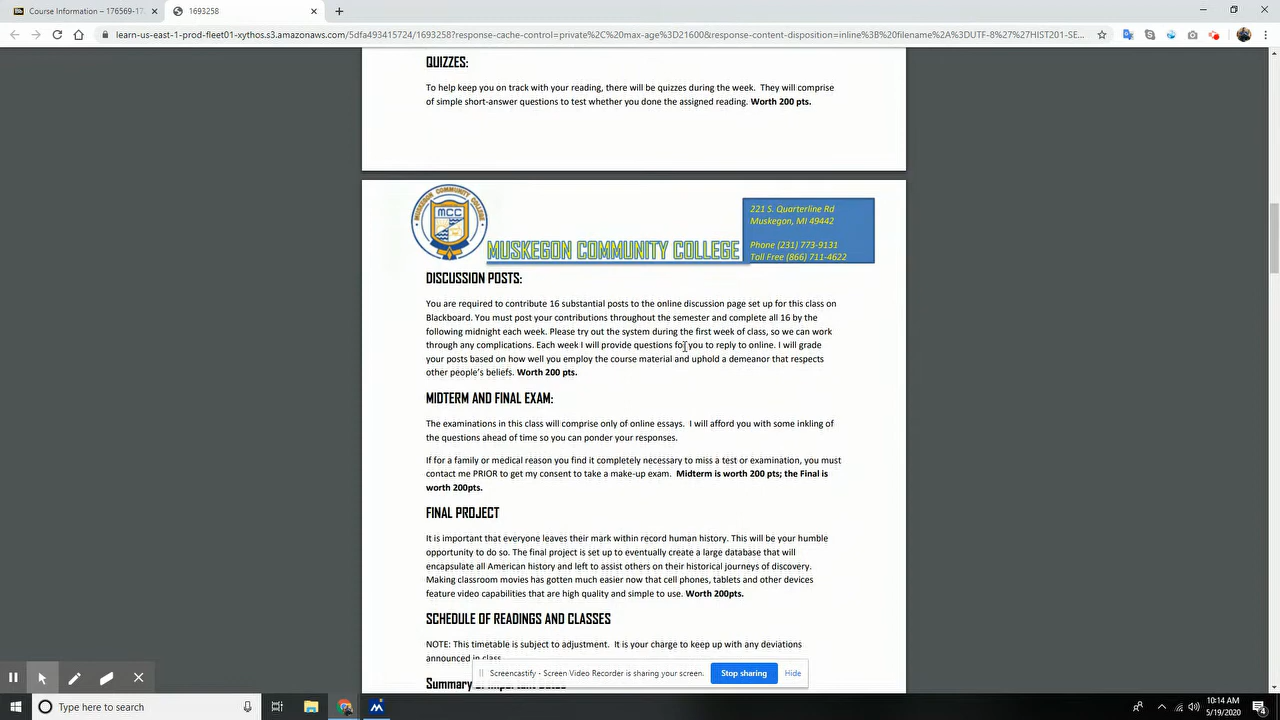 Course Information – 176569-17
1693258
learn-us-east-1-prod-fleet01-xythos.s3.amazonaws.com/5dfa493415724/1693258?response-cache-control=private%2C%20max-age%3D21600&response-content-disposition=inline%3B%20filename%2A%3DUTF-8%27%27HIST201-SE...
QUIZZES:
To help keep you on track with your reading, there will be quizzes during the week. They will comprise
of simple short-answer questions to test whether you done the assigned reading. Worth 200 pts.
MUSKEGON COMMUNITY COLLEGE
MCC
MUSKEGON COMMUNITY COLLEGE
221 S. Quarterline Rd
Muskegon, MI 49442
Phone (231) 773-9131
Toll Free (866) 711-4622
DISCUSSION POSTS:
You are required to contribute 16 substantial posts to the online discussion page set up for this class on
Blackboard. You must post your contributions throughout the semester and complete all 16 by the
following midnight each week. Please try out the system during the first week of class, so we can work
through any complications. Each week I will provide questions for you to reply to online. I will grade
your posts based on how well you employ the course material and uphold a demeanor that respects
other people's beliefs. Worth 200 pts.
MIDTERM AND FINAL EXAM:
The examinations in this class will comprise only of online essays. I will afford you with some inkling of
the questions ahead of time so you can ponder your responses.
If for a family or medical reason you find it completely necessary to miss a test or examination, you must
contact me PRIOR to get my consent to take a make-up exam. Midterm is worth 200 pts; the Final is
worth 200pts.
FINAL PROJECT
It is important that everyone leaves their mark within record human history. This will be your humble
opportunity to do so. The final project is set up to eventually create a large database that will
encapsulate all American history and left to assist others on their historical journeys of discovery.
Making classroom movies has gotten much easier now that cell phones, tablets and other devices
feature video capabilities that are high quality and simple to use. Worth 200pts.
SCHEDULE OF READINGS AND CLASSES
NOTE: This timetable is subject to adjustment. It is your charge to keep up with any deviations
announced in class
Summary of Important Dates
Screencastify - Screen Video Recorder is sharing your screen.
Stop sharing
Hide
Type here to search
10:14 AM
5/19/2020
4